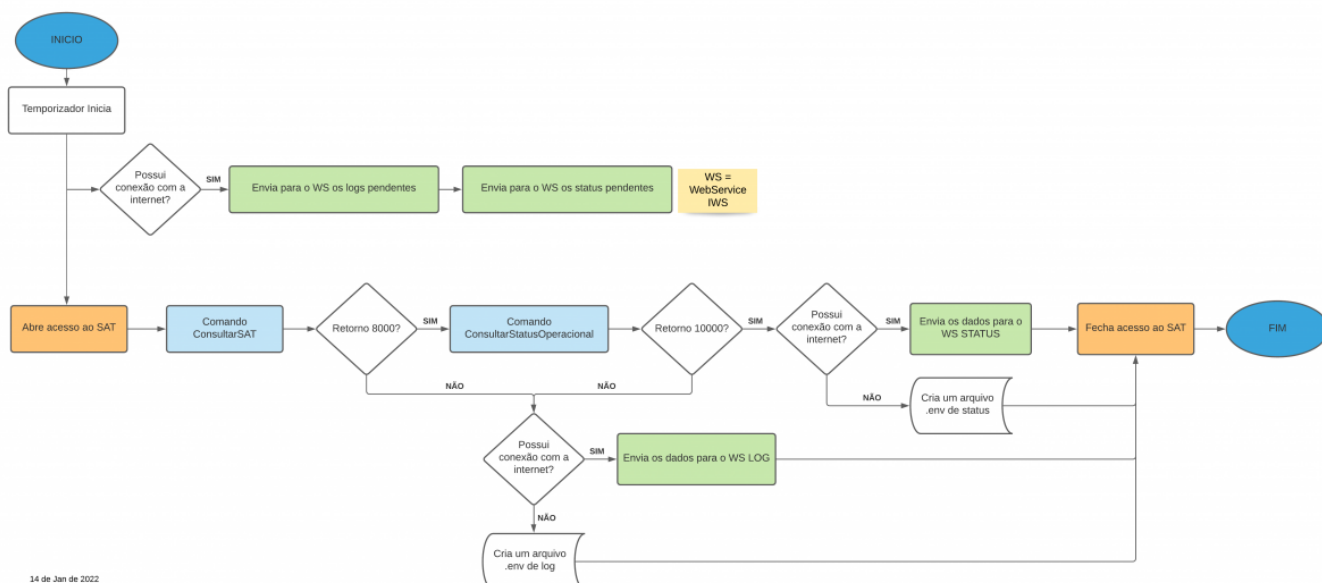 INICIO
Temporizador Inicia
Possui
conexão com a
internet?
SIM
Envia para o WS os logs pendentes
Envia para o WS os status pendentes
WS =
WebService
IWS
Abre acesso ao SAT
Comando
ConsultarSAT
Retorno 8000?
SIM
Comando
ConsultarStatusOperacional
Retorno 10000?
SIM
Possui
conexão com a
internet?
SIM
Envia os dados para o
WS STATUS
Fecha acesso ao SAT
FIM
NÃO
NÃO
NÃO
Cria um arquivo
.env de status
Possui
conexão com a
internet?
SIM
Envia os dados para o WS LOG
NÃO
Cria um arquivo
.env de log
14 de Jan de 2022